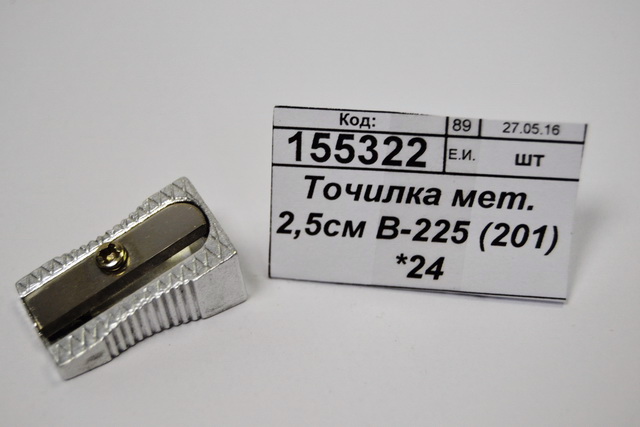 Код: 89 27.05.16
155322 Е.И. шт
Точилка мет.
2,5см В-225 (201)
*24